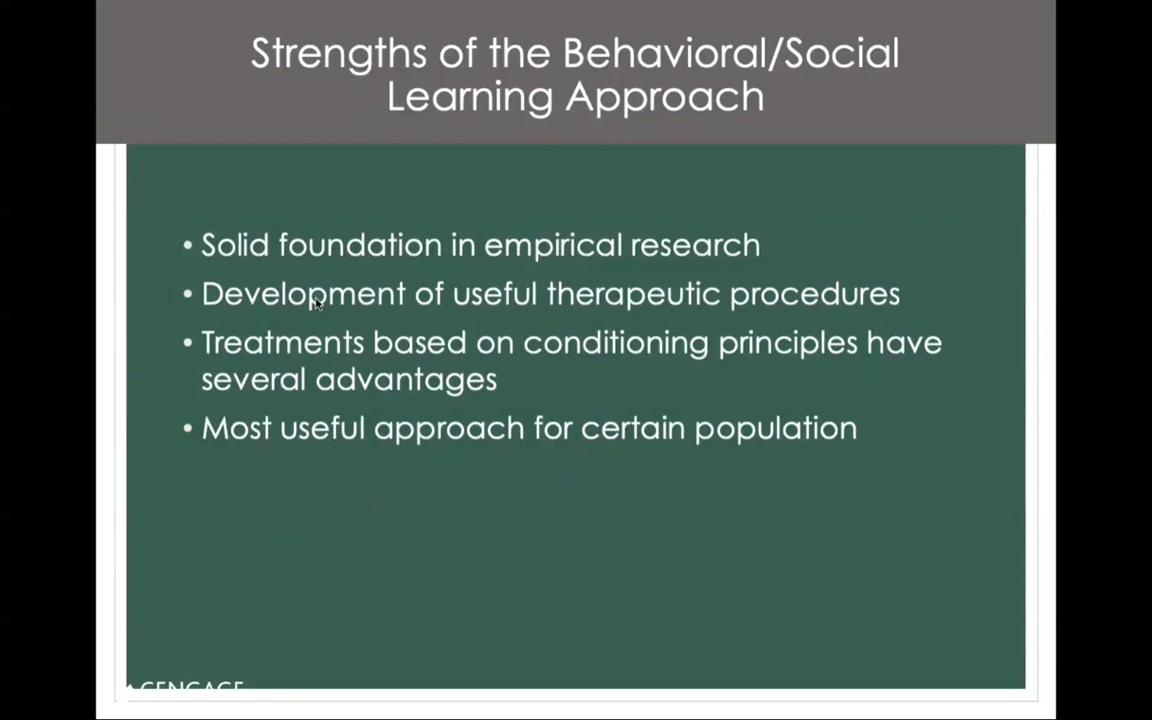 Strengths of the Behavioral/Social
Learning Approach
• Solid foundation in empirical research
• Development of useful therapeutic procedures
• Treatments based on conditioning principles have
several advantages
• Most useful approach for certain population
CENGAGE